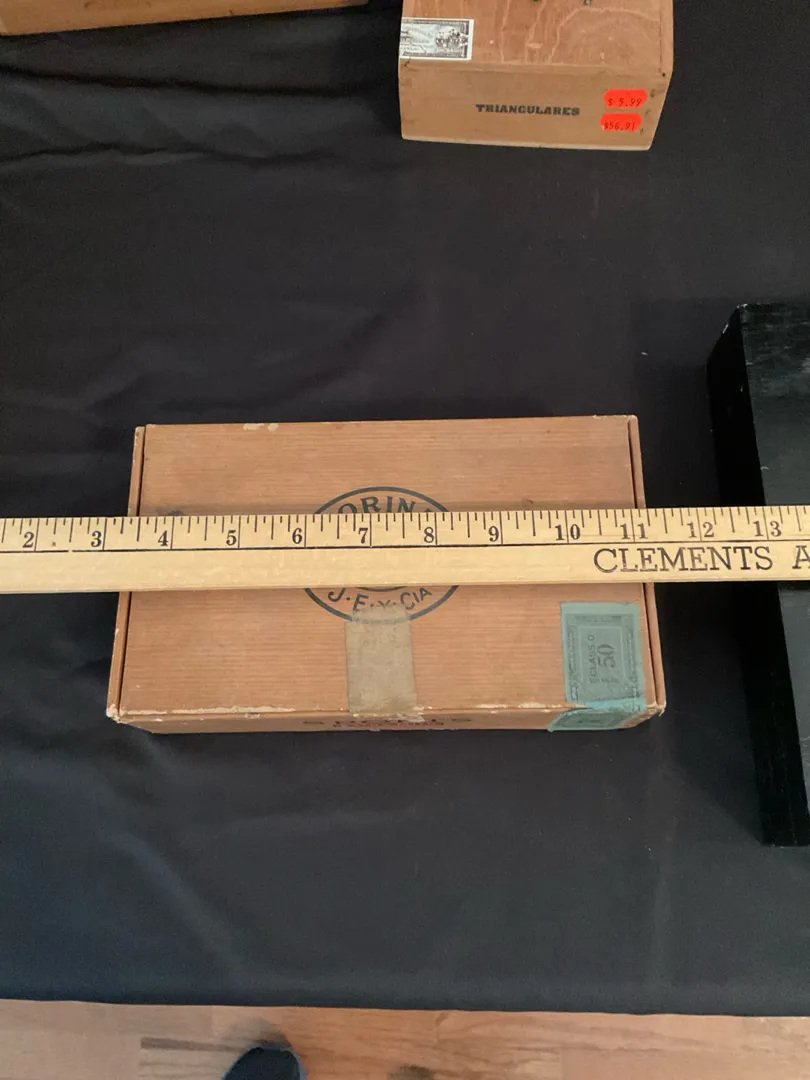 TRIANGULARES
$ 5.99
$56.91
ORIN
2 3 4 5 6 7 8 9 10 11 12 13
CLEMENTS A
J·E·Y·CIA
50